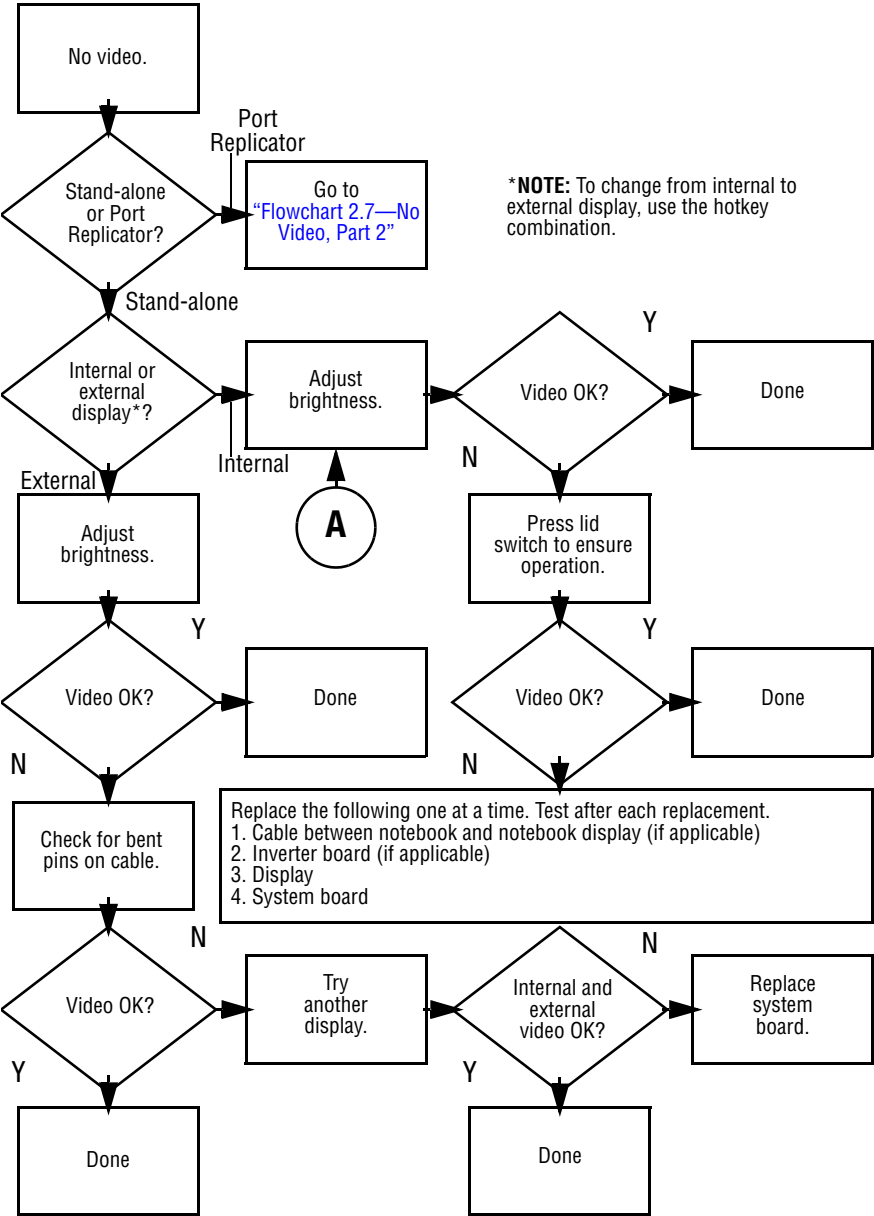 No video.
Port
Replicator
Stand-alone
or Port
Replicator?
Go to
“Flowchart 2.7—No
Video, Part 2”
*NOTE: To change from internal to
external display, use the hotkey
combination.
Stand-alone
Internal or
external
display*?
Internal
Adjust
brightness.
Video OK?
Y
Done
N
A
External
Adjust
brightness.
Press lid
switch to ensure
operation.
Y
Video OK?
Done
N
Y
Video OK?
Done
N
Check for bent
pins on cable.
Replace the following one at a time. Test after each replacement.
1. Cable between notebook and notebook display (if applicable)
2. Inverter board (if applicable)
3. Display
4. System board
N
Video OK?
Try
another
display.
Internal and
external
video OK?
N
Replace
system
board.
Y
Y
Done
Done